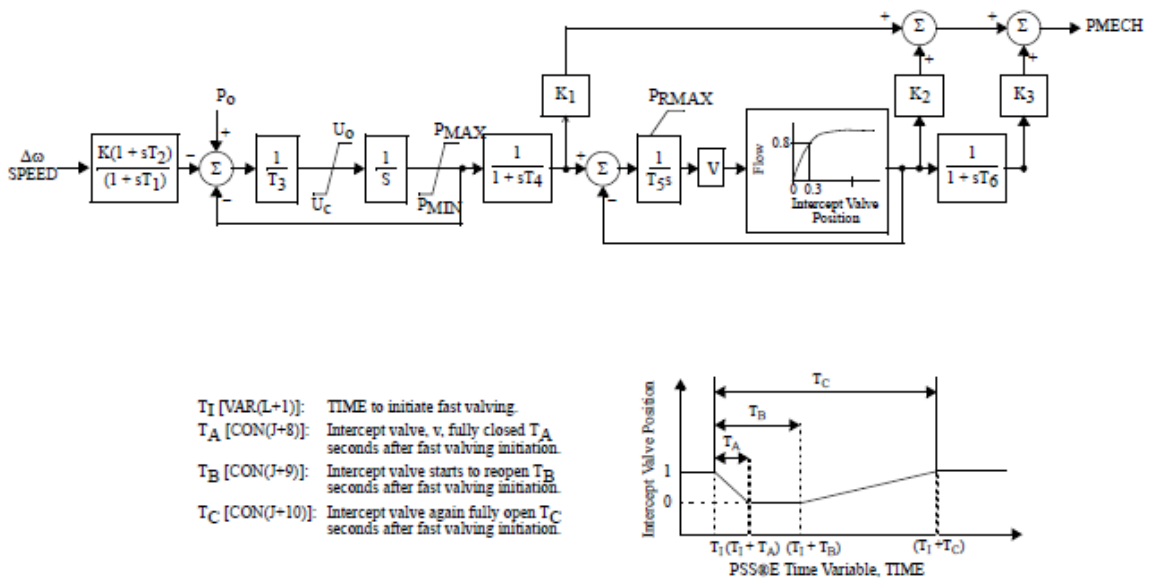 Δω
SPEED
K(1 + sT2)
(1 + sT1)
Po
+
−
Σ
−
1
T3
Uo
Uc
1
S
PMAX
PMIN
1
1 + sT4
K1
+
Σ
−
PRMAX
1
T5s
V
Flow
0.8
0 0.3
Intercept Valve
Position
K2
1
1 + sT6
K3
+
Σ
+
+
Σ
+
PMECH
TI [VAR(L+1)]: TIME to initiate fast valving.
TA [CON(J+8)]: Intercept valve, v, fully closed TA
seconds after fast valving initiation.
TB [CON(J+9)]: Intercept valve starts to reopen TB
seconds after fast valving initiation.
TC [CON(J+10)]: Intercept valve again fully open TC
seconds after fast valving initiation.
Intercept Valve Position
1
0
TC
TB
TA
TI (TI + TA) (TI + TB) (TI +TC)
PSS®E Time Variable, TIME